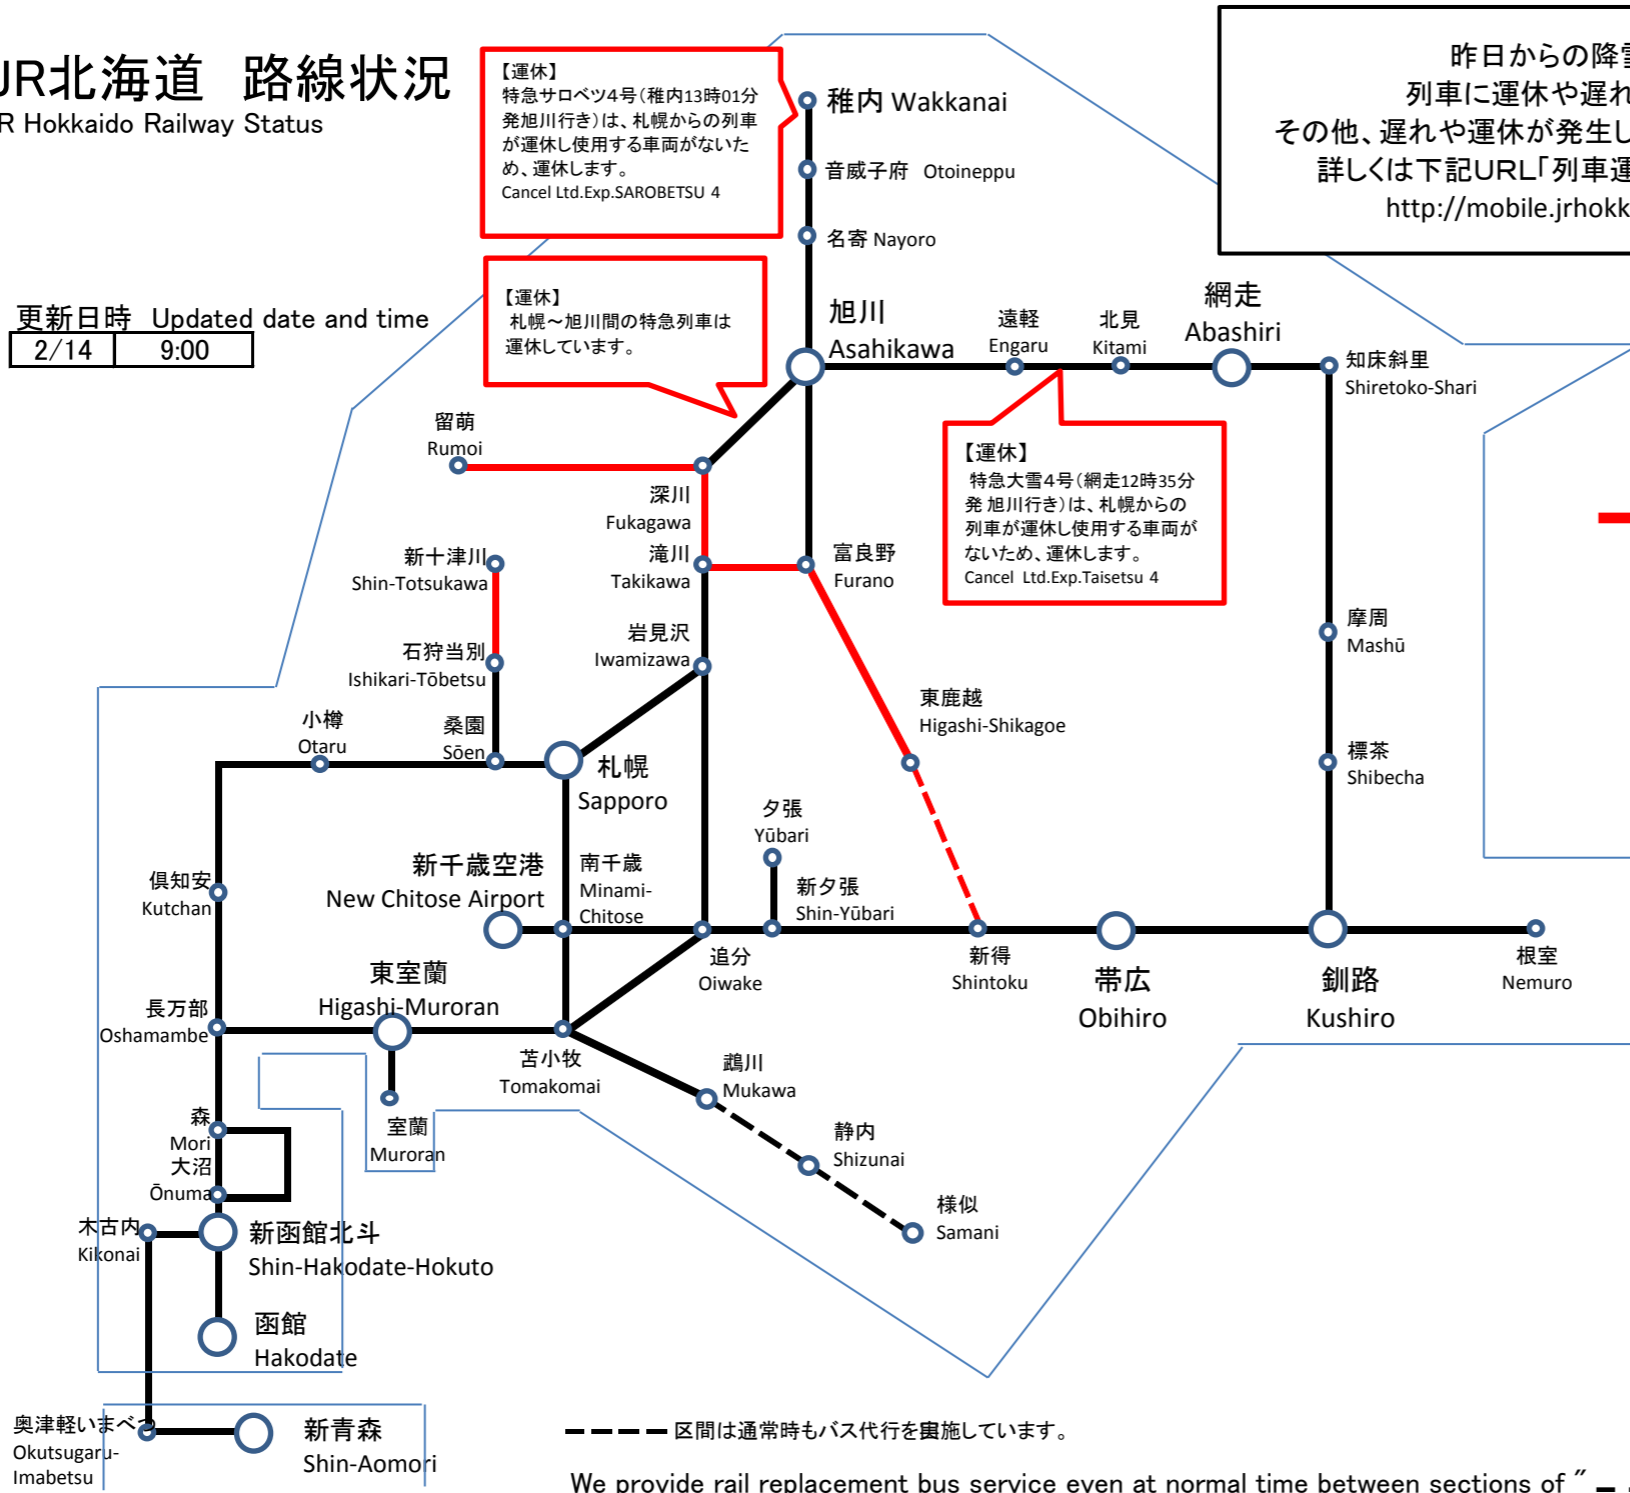 JR北海道　路線状況
R Hokkaido Railway Status
更新日時 Updated date and time
2/14 9:00
【運休】
特急サロベツ4号（稚内13時01分
発旭川行き）は、札幌からの列車
が運休し使用する車両がないた
め、運休します。
Cancel Ltd.Exp.SAROBETSU 4
【運休】
札幌～旭川間の特急列車は
運休しています。
昨日からの降雪
列車に運休や遅れ
その他、遅れや運休が発生し
詳しくは下記URL「列車運
http://mobile.jrhokk
稚内 Wakkanai
音威子府 Otoineppu
名寄 Nayoro
旭川
Asahikawa
遠軽
Engaru
北見
Kitami
網走
Abashiri
知床斜里
Shiretoko-Shari
【運休】
特急大雪4号（網走12時35分
発 旭川行き）は、札幌からの
列車が運休し使用する車両が
ないため、運休します。
Cancel Ltd.Exp.Taisetsu 4
留萌
Rumoi
深川
Fukagawa
新十津川
Shin-Totsukawa
滝川
Takikawa
富良野
Furano
石狩当別
Ishikari-Tōbetsu
岩見沢
Iwamizawa
摩周
Mashū
東鹿越
Higashi-Shikagoe
小樽
Otaru
桑園
Sōen
札幌
Sapporo
標茶
Shibecha
夕張
Yūbari
倶知安
Kutchan
新千歳空港
New Chitose Airport
南千歳
Minami-
Chitose
新夕張
Shin-Yūbari
追分
Oiwake
新得
Shintoku
帯広
Obihiro
釧路
Kushiro
根室
Nemuro
東室蘭
Higashi-Muroran
長万部
Oshamambe
苫小牧
Tomakomai
鵡川
Mukawa
室蘭
Muroran
静内
Shizunai
様似
Samani
森
Mori
大沼
Ōnuma
木古内
Kikonai
新函館北斗
Shin-Hakodate-Hokuto
函館
Hakodate
奥津軽いまべつ
Okutsugaru-
Imabetsu
新青森
Shin-Aomori
区間は通常時もバス代行を実施しています。
We provide rail replacement bus service even at normal time between sections of "